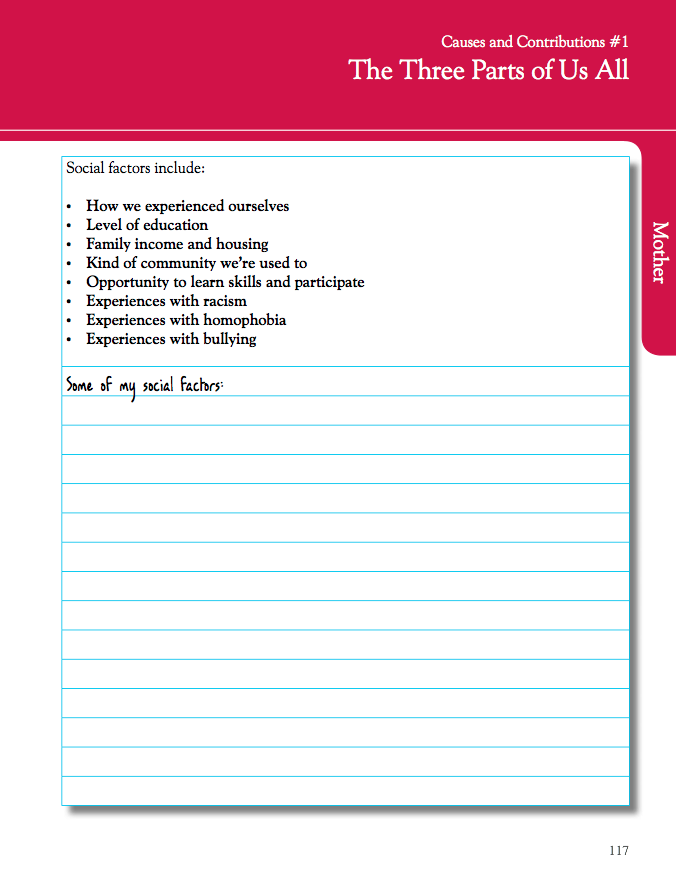 Causes and Contributions #1
The Three Parts of Us All
Mother
Social factors include:
• How we experienced ourselves
• Level of education
• Family income and housing
• Kind of community we're used to
• Opportunity to learn skills and participate
• Experiences with racism
• Experiences with homophobia
• Experiences with bullying
Some of my social factors:
117